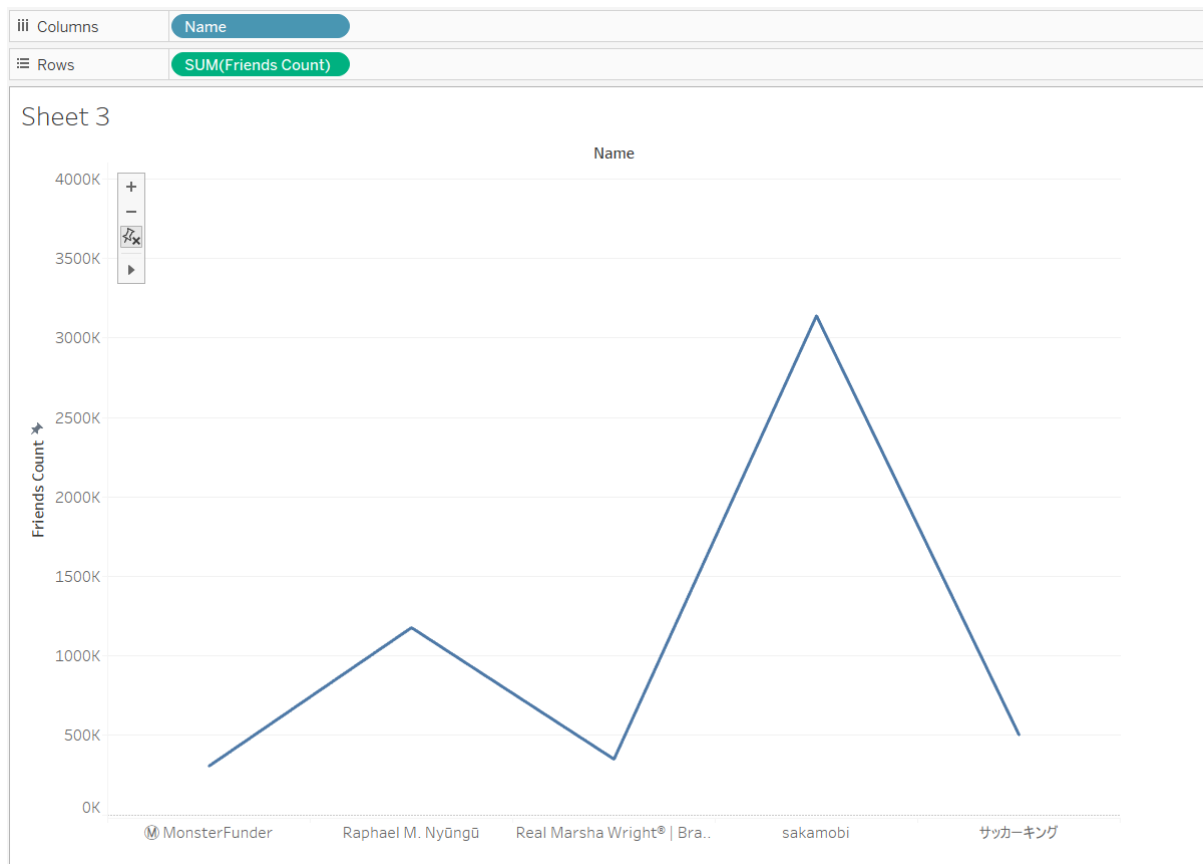 Columns Name
Rows SUM(Friends Count)
Sheet 3
Name
4000K
3500K
3000K
2500K
2000K
1500K
1000K
500K
0K
Friends Count
Ⓜ MonsterFunder Raphael M. Nyūngū Real Marsha Wright® | Bra.. sakamobi サッカーキング